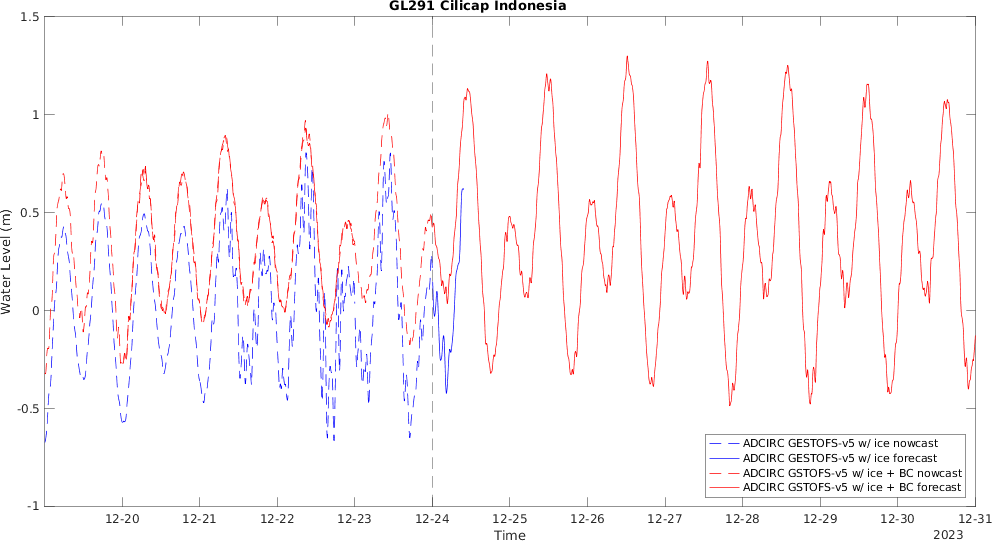 GL291 Cilicap Indonesia
1.5
1
0.5
0
-0.5
-1
Water Level (m)
12-20 12-21 12-22 12-23 12-24 12-25 12-26 12-27 12-28 12-29 12-30 12-31
Time
2023
ADCIRC GESTOFS-v5 w/ ice nowcast
ADCIRC GESTOFS-v5 w/ ice forecast
ADCIRC GSTOFS-v5 w/ ice + BC nowcast
ADCIRC GSTOFS-v5 w/ ice + BC forecast